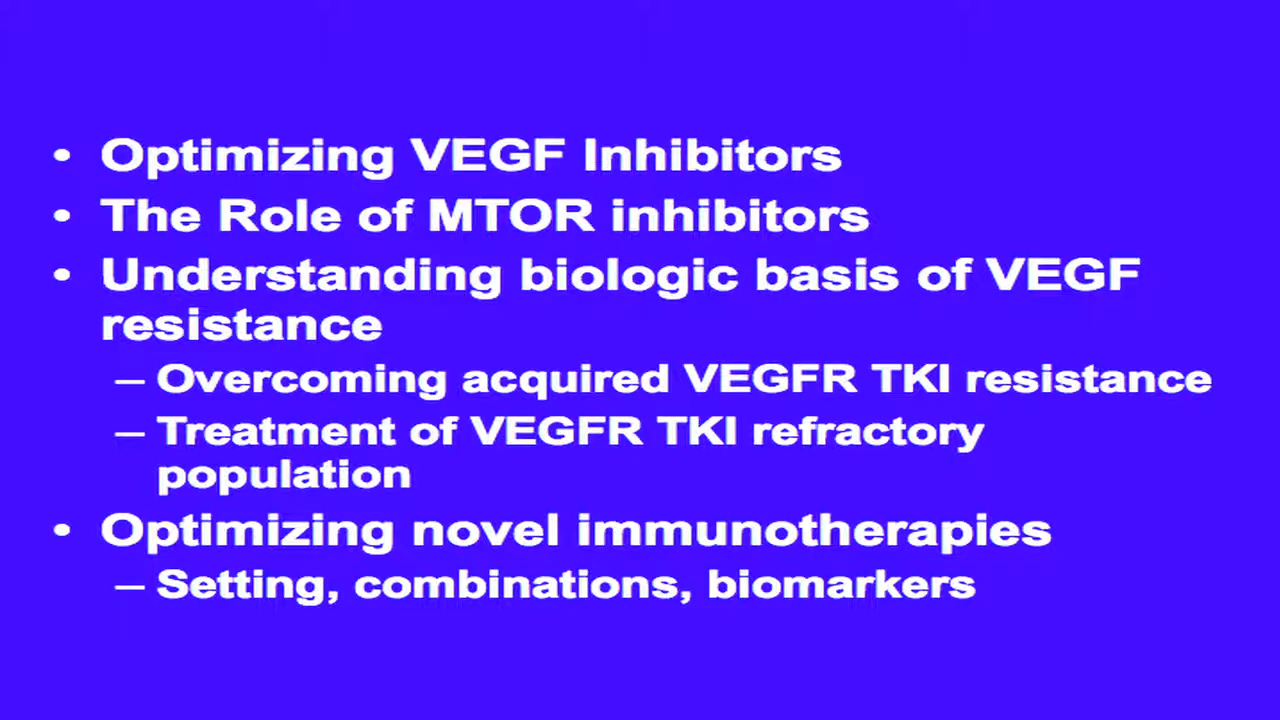 • Optimizing VEGF Inhibitors
• The Role of MTOR inhibitors
• Understanding biologic basis of VEGF
resistance
– Overcoming acquired VEGFR TKI resistance
– Treatment of VEGFR TKI refractory
population
• Optimizing novel immunotherapies
– Setting, combinations, biomarkers